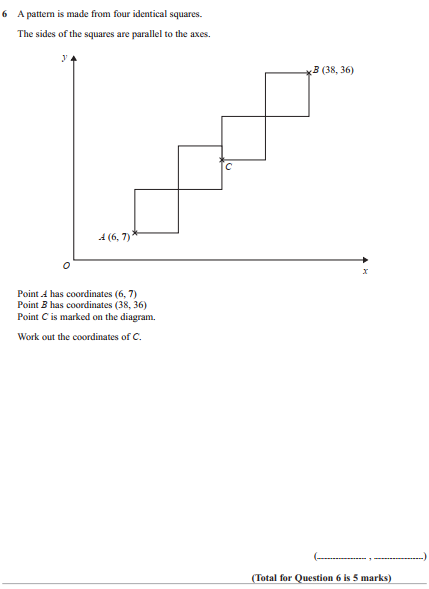 6 A pattern is made from four identical squares.
The sides of the squares are parallel to the axes.
y
B (38, 36)
C
A (6, 7)
O
x
Point A has coordinates (6, 7)
Point B has coordinates (38, 36)
Point C is marked on the diagram.
Work out the coordinates of C.
(.................... , ....................)
(Total for Question 6 is 5 marks)